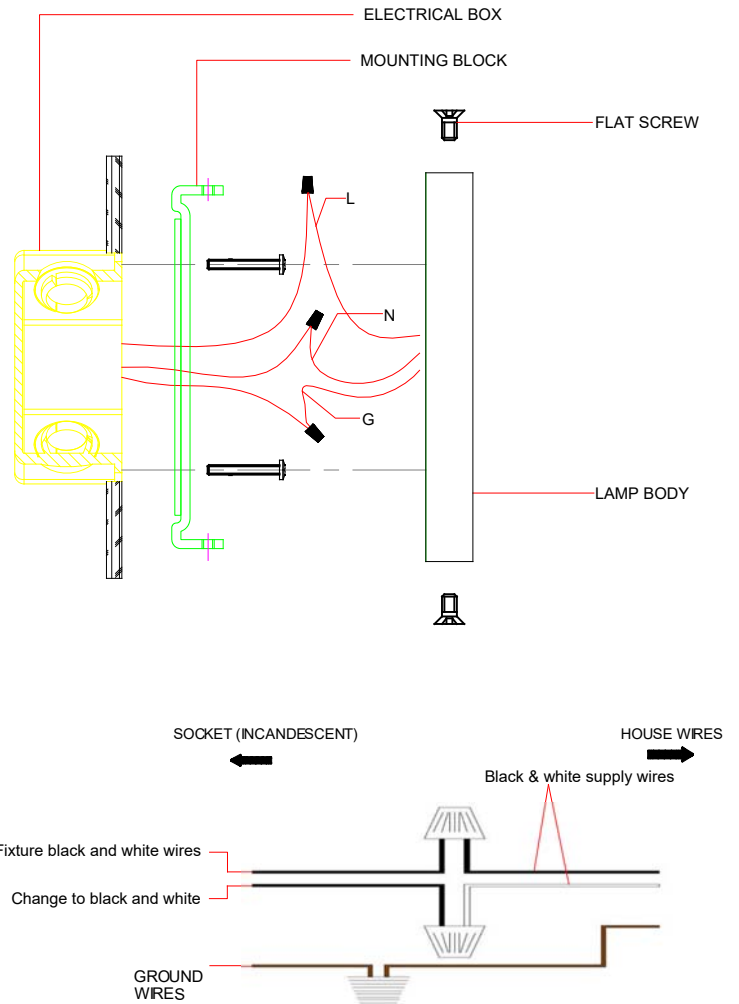 ELECTRICAL BOX
MOUNTING BLOCK
FLAT SCREW
L
N
G
LAMP BODY
SOCKET (INCANDESCENT)
HOUSE WIRES
Black & white supply wires
Fixture black and white wires
Change to black and white
GROUND
WIRES